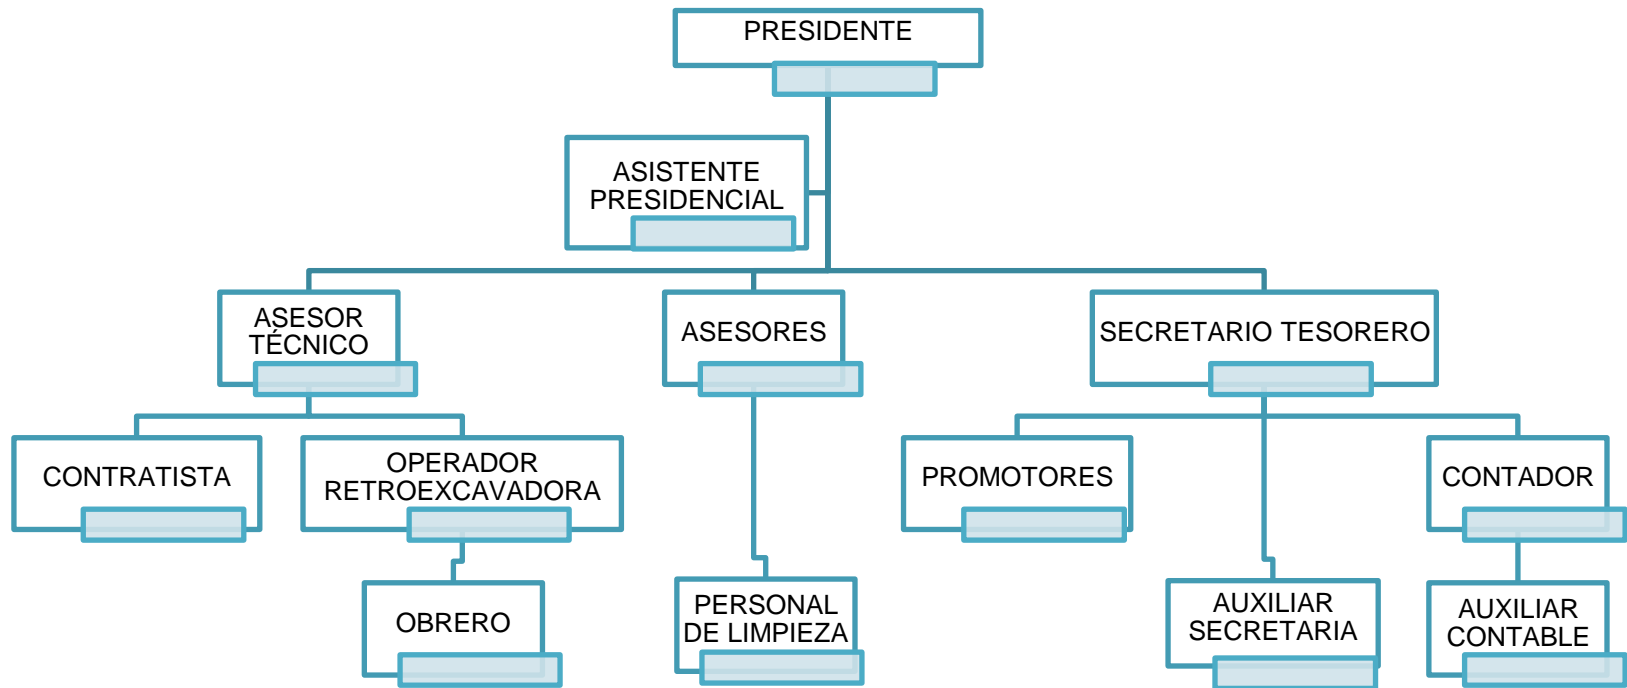 PRESIDENTE
ASISTENTE
PRESIDENCIAL
ASESOR
TÉCNICO
ASESORES
SECRETARIO TESORERO
CONTRATISTA
OPERADOR
RETROEXCAVADORA
PROMOTORES
CONTADOR
OBRERO
PERSONAL
DE LIMPIEZA
AUXILIAR
SECRETARIA
AUXILIAR
CONTABLE